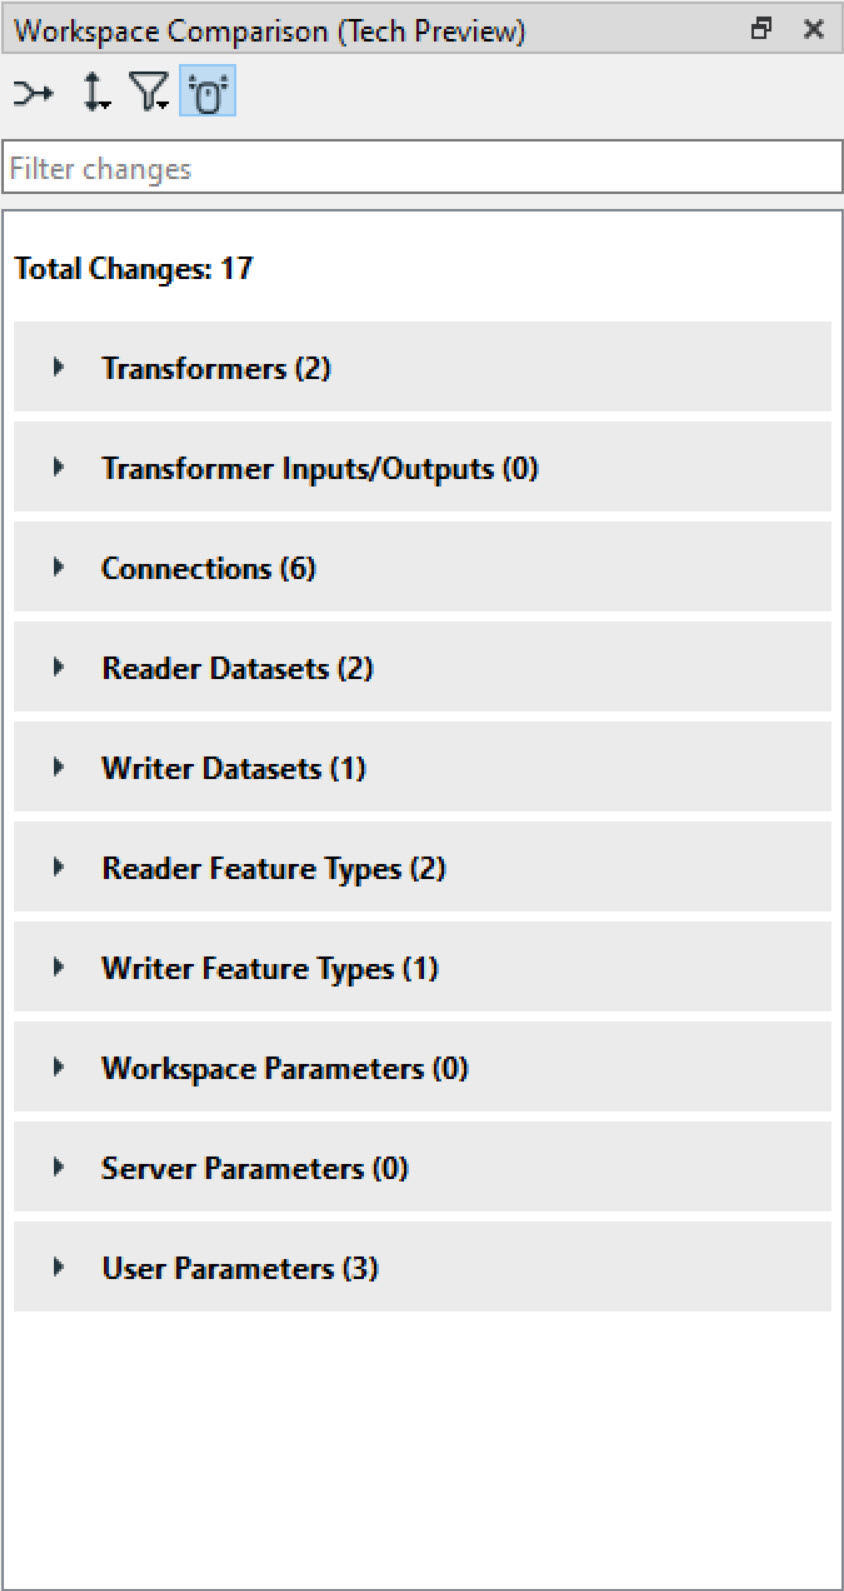 Workspace Comparison (Tech Preview)
Filter changes
Total Changes: 17
Transformers (2)
Transformer Inputs/Outputs (0)
Connections (6)
Reader Datasets (2)
Writer Datasets (1)
Reader Feature Types (2)
Writer Feature Types (1)
Workspace Parameters (0)
Server Parameters (0)
User Parameters (3)